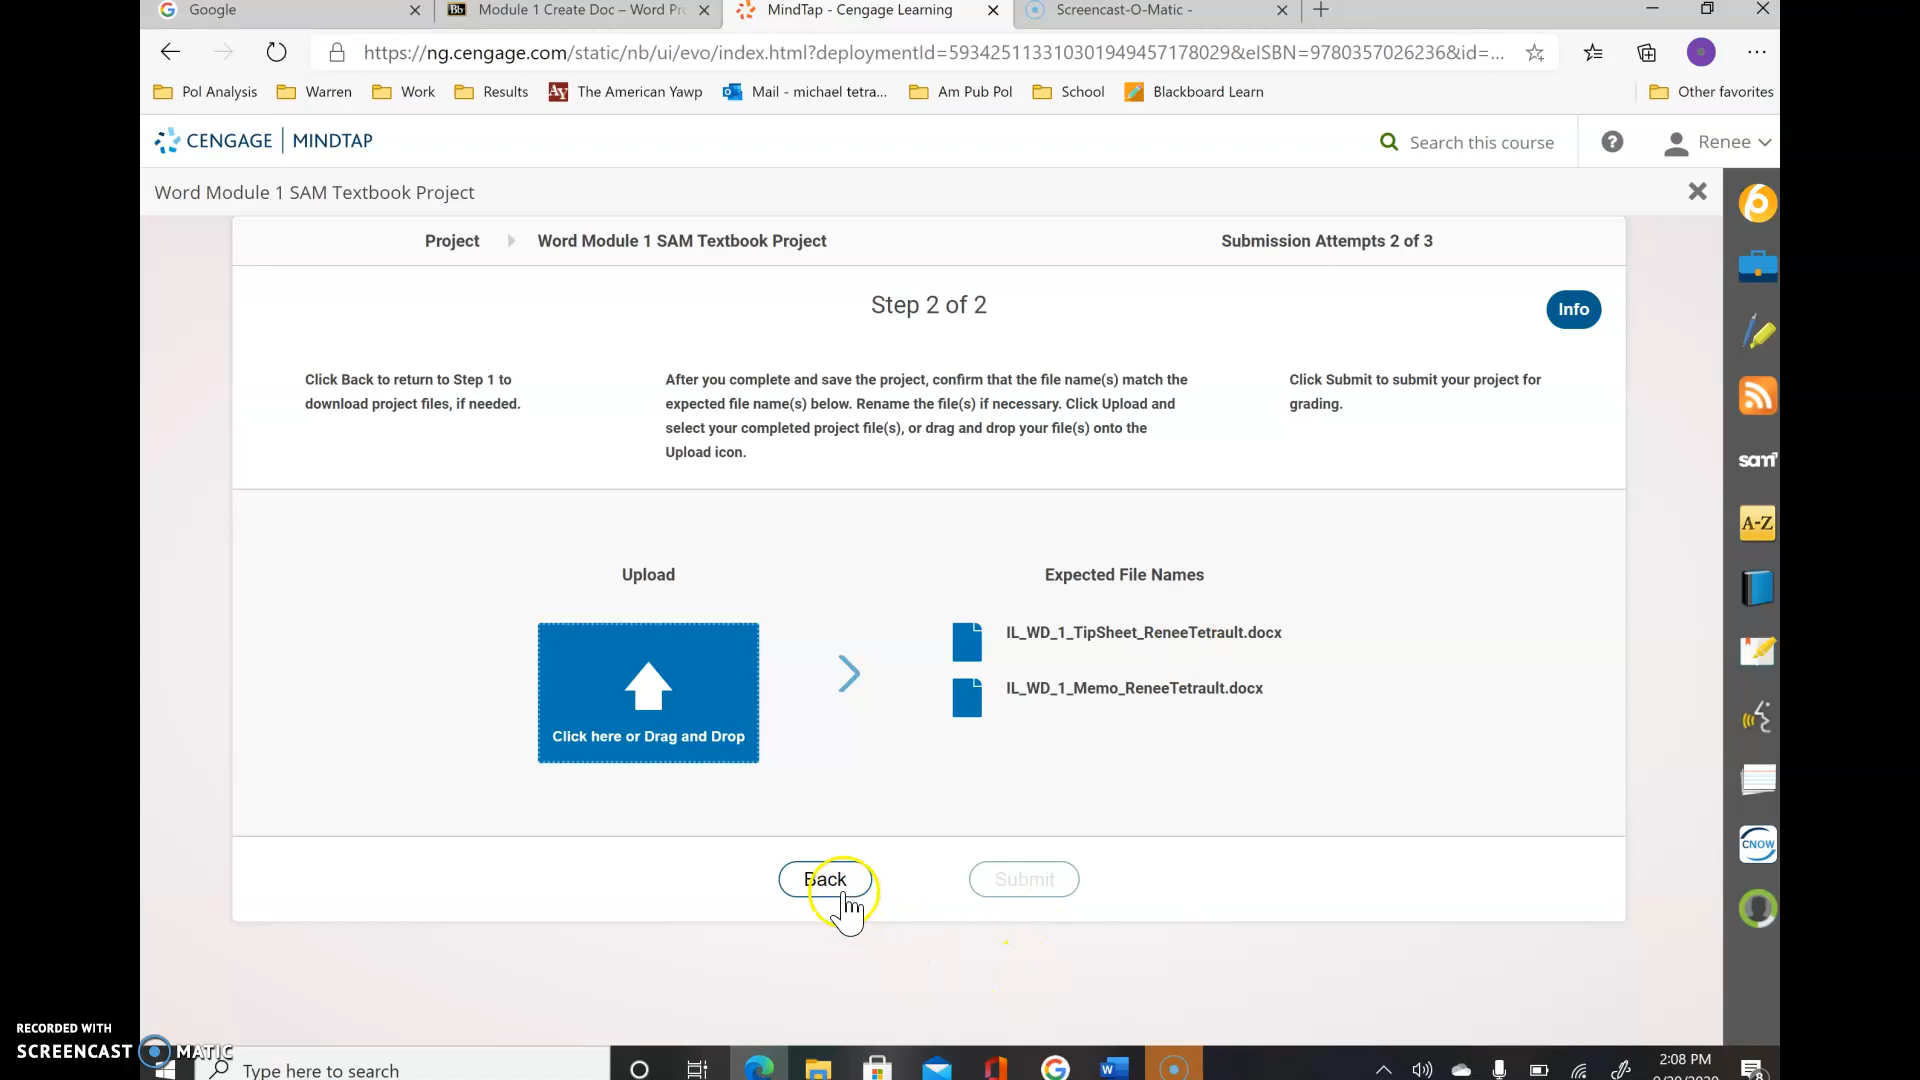 Google
Module 1 Create Doc – Word Pr
MindTap - Cengage Learning
Screencast-O-Matic -
https://ng.cengage.com/static/nb/ui/evo/index.html?deploymentId=5934251133103019494571780​29&eISBN=9780357026236&id=...
Pol Analysis
Warren
Work
Results
AY
The American Yawp
Mail - michael tetra...
Am Pub Pol
School
Blackboard Learn
Other favorites
CENGAGE | MINDTAP
Search this course
Renee
Word Module 1 SAM Textbook Project
Project
Word Module 1 SAM Textbook Project
Submission Attempts 2 of 3
Step 2 of 2
Info
Click Back to return to Step 1 to
download project files, if needed.
After you complete and save the project, confirm that the file name(s) match the
expected file name(s) below. Rename the file(s) if necessary. Click Upload and
select your completed project file(s), or drag and drop your file(s) onto the
Upload icon.
Click Submit to submit your project for
grading.
sam
A-Z
Upload
Expected File Names
Click here or Drag and Drop
IL_WD_1_TipSheet_ReneeTetrault.docx
IL_WD_1_Memo_ReneeTetrault.docx
CNOW
Back
Submit
RECORDED WITH
SCREENCAST MATIC
Type here to search
2:08 PM